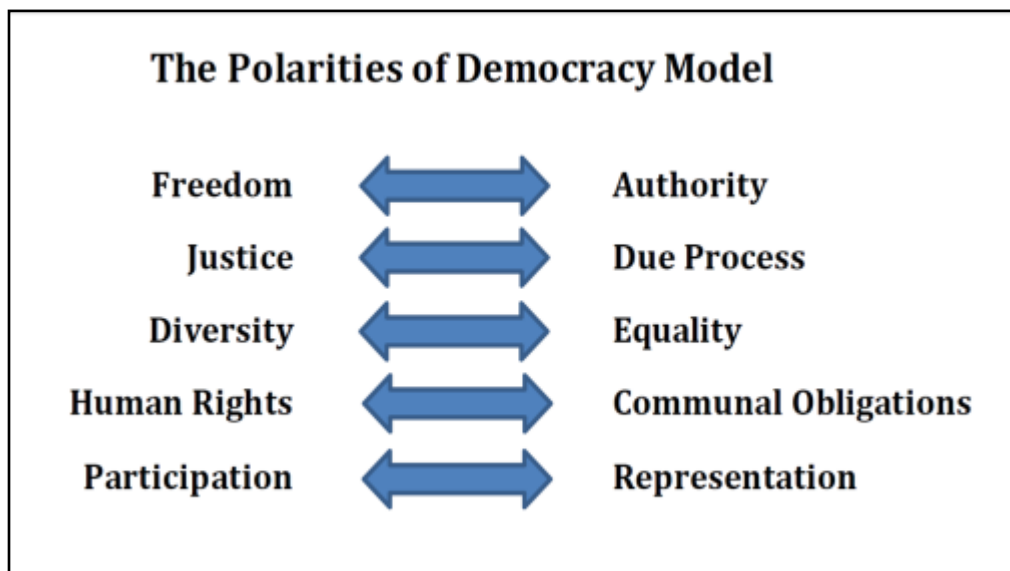 The Polarities of Democracy Model
Freedom Authority
Justice Due Process
Diversity Equality
Human Rights Communal Obligations
Participation Representation